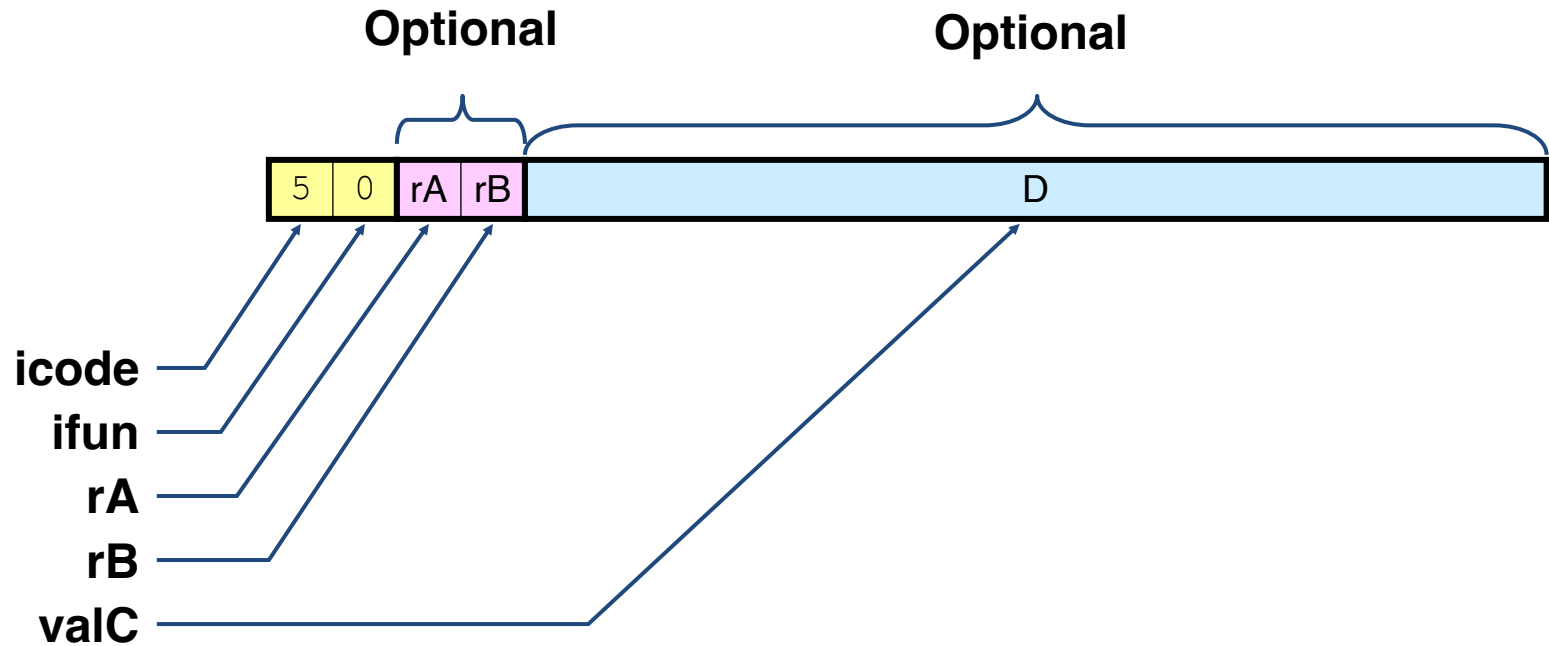 Optional Optional
5 0 rA rB D
icode
ifun
rA
rB
valC